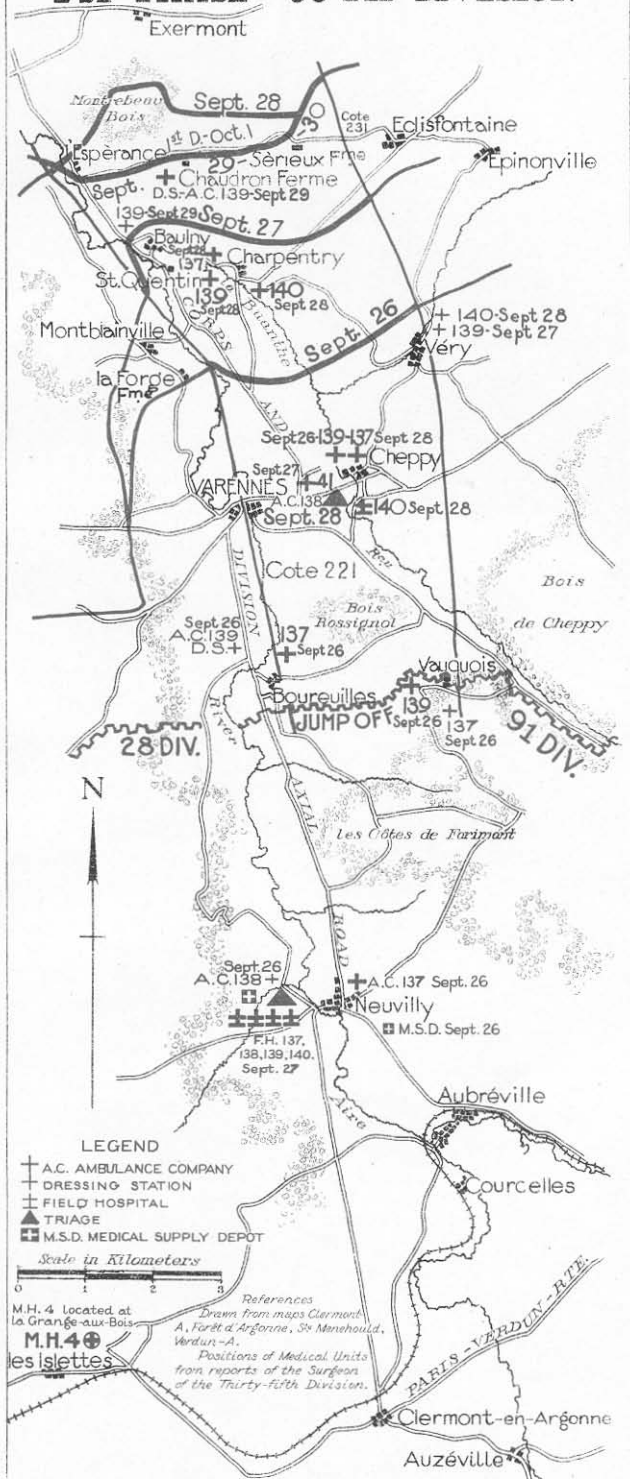 Exermont
Montrebeau
Bois
Sept. 28
1st D.-Oct. 1
-30
Cote
231
Eclisfontaine
l'Espérance
29-Sérieux Fme
Epinonville
Sept.
Chaudron Ferme
D.S.-A.C. 139-Sept 29
139-Sept 29
Sept. 27
Baulny
Sept 28
137
Charpentry
St. Quentin
139
Sept 28
140
Sept 28
Buanthe
Sept. 26
140-Sept 28
139-Sept 27
Véry
Montblainville
CORPS
la Forge
Fme
AND
Sept 26-139-137 Sept 28
Cheppy
Sept 27
41
VARENNES
A.C. 138
Sept. 28
140 Sept 28
DIVISION
Cote 221
Bois
Rossignol
Bois
de Cheppy
Sept 26
A.C. 139
D.S.
137
Sept 26
Vauquois
Boureuilles
139
JUMP OFF
Sept 26
137
Sept 26
28 DIV.
91 DIV.
River
N
AXIAL
les Côtes de Forimont
ROAD
Sept. 26
A.C. 138
A.C. 137 Sept. 26
Neuvilly
M.S.D. Sept. 26
F.H. 137,
138, 139, 140.
Sept. 27
Aire
Aubréville
Courcelles
LEGEND
A.C. AMBULANCE COMPANY
DRESSING STATION
FIELD HOSPITAL
TRIAGE
M.S.D. MEDICAL SUPPLY DEPOT
Scale in Kilometers
0 1 2 3
M.H. 4 located at
la Grange-aux-Bois
M.H. 4
les Islettes
References
Drawn from maps Clermont-
A, Forêt d'Argonne, Ste Menehould,
Verdun-A.
Positions of Medical Units
from reports of the Surgeon
of the Thirty-fifth Division.
PARIS-VERDUN-RTE.
Clermont-en-Argonne
Auzéville